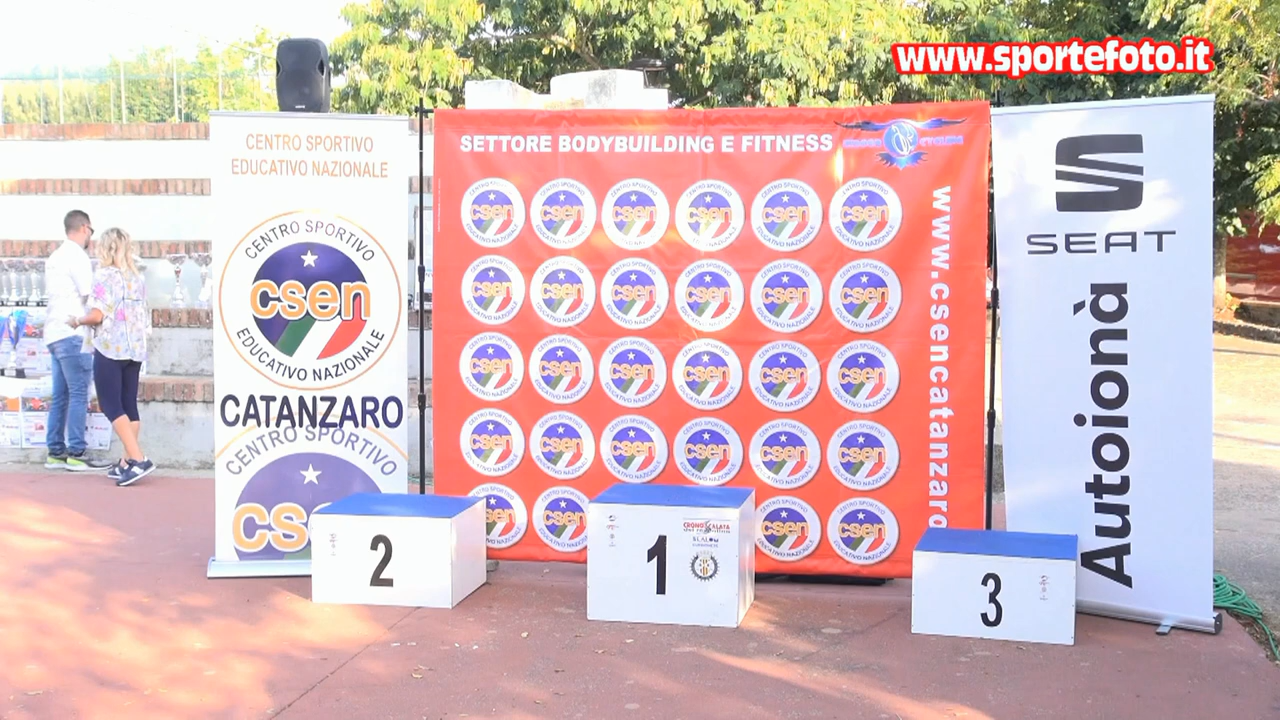 www.sportefoto.it
CENTRO SPORTIVO
EDUCATIVO NAZIONALE
CENTRO SPORTIVO
csen
EDUCATIVO NAZIONALE
CATANZARO
CENTRO SPORTIVO
SETTORE BODYBUILDING E FITNESS
www.csencatanzaro
SEAT
Autoionà
2
1
3